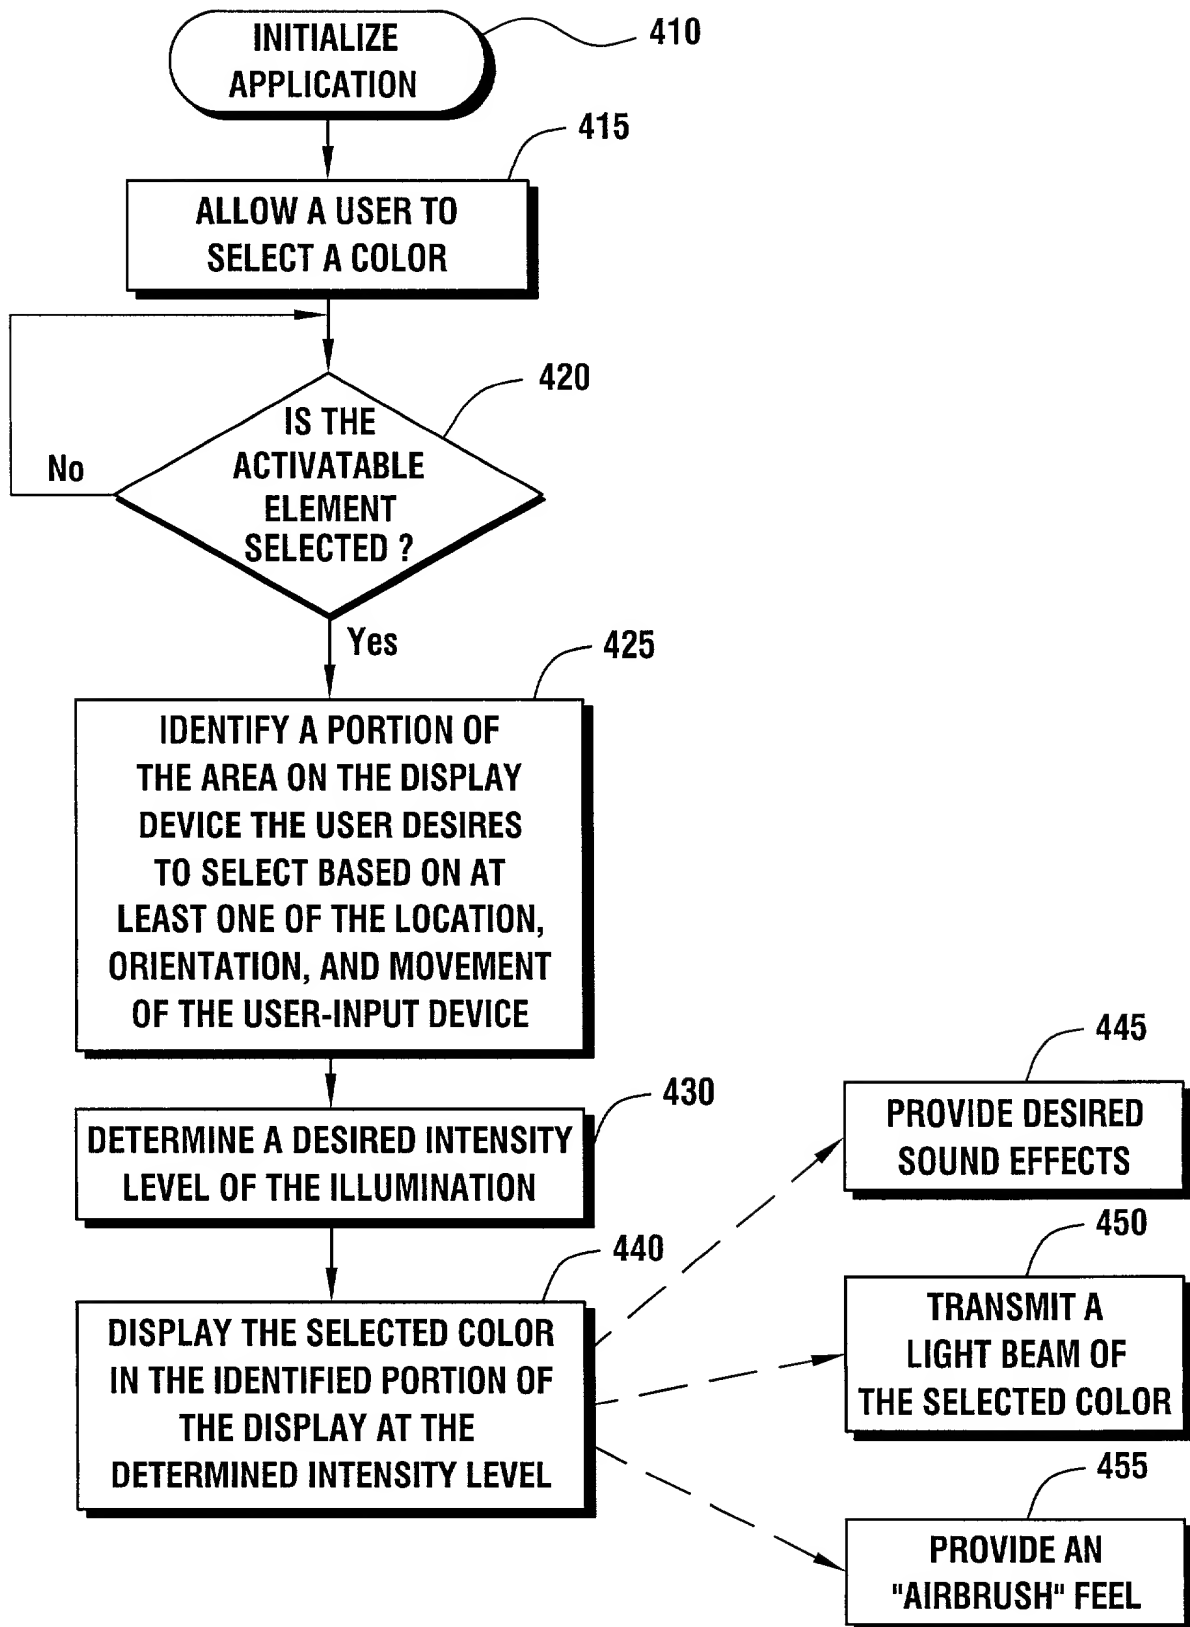 INITIALIZE
APPLICATION
410
415
ALLOW A USER TO
SELECT A COLOR
420
IS THE
ACTIVATABLE
ELEMENT
SELECTED ?
No
Yes
425
IDENTIFY A PORTION OF
THE AREA ON THE DISPLAY
DEVICE THE USER DESIRES
TO SELECT BASED ON AT
LEAST ONE OF THE LOCATION,
ORIENTATION, AND MOVEMENT
OF THE USER-INPUT DEVICE
430
DETERMINE A DESIRED INTENSITY
LEVEL OF THE ILLUMINATION
440
DISPLAY THE SELECTED COLOR
IN THE IDENTIFIED PORTION OF
THE DISPLAY AT THE
DETERMINED INTENSITY LEVEL
445
PROVIDE DESIRED
SOUND EFFECTS
450
TRANSMIT A
LIGHT BEAM OF
THE SELECTED COLOR
455
PROVIDE AN
"AIRBRUSH" FEEL